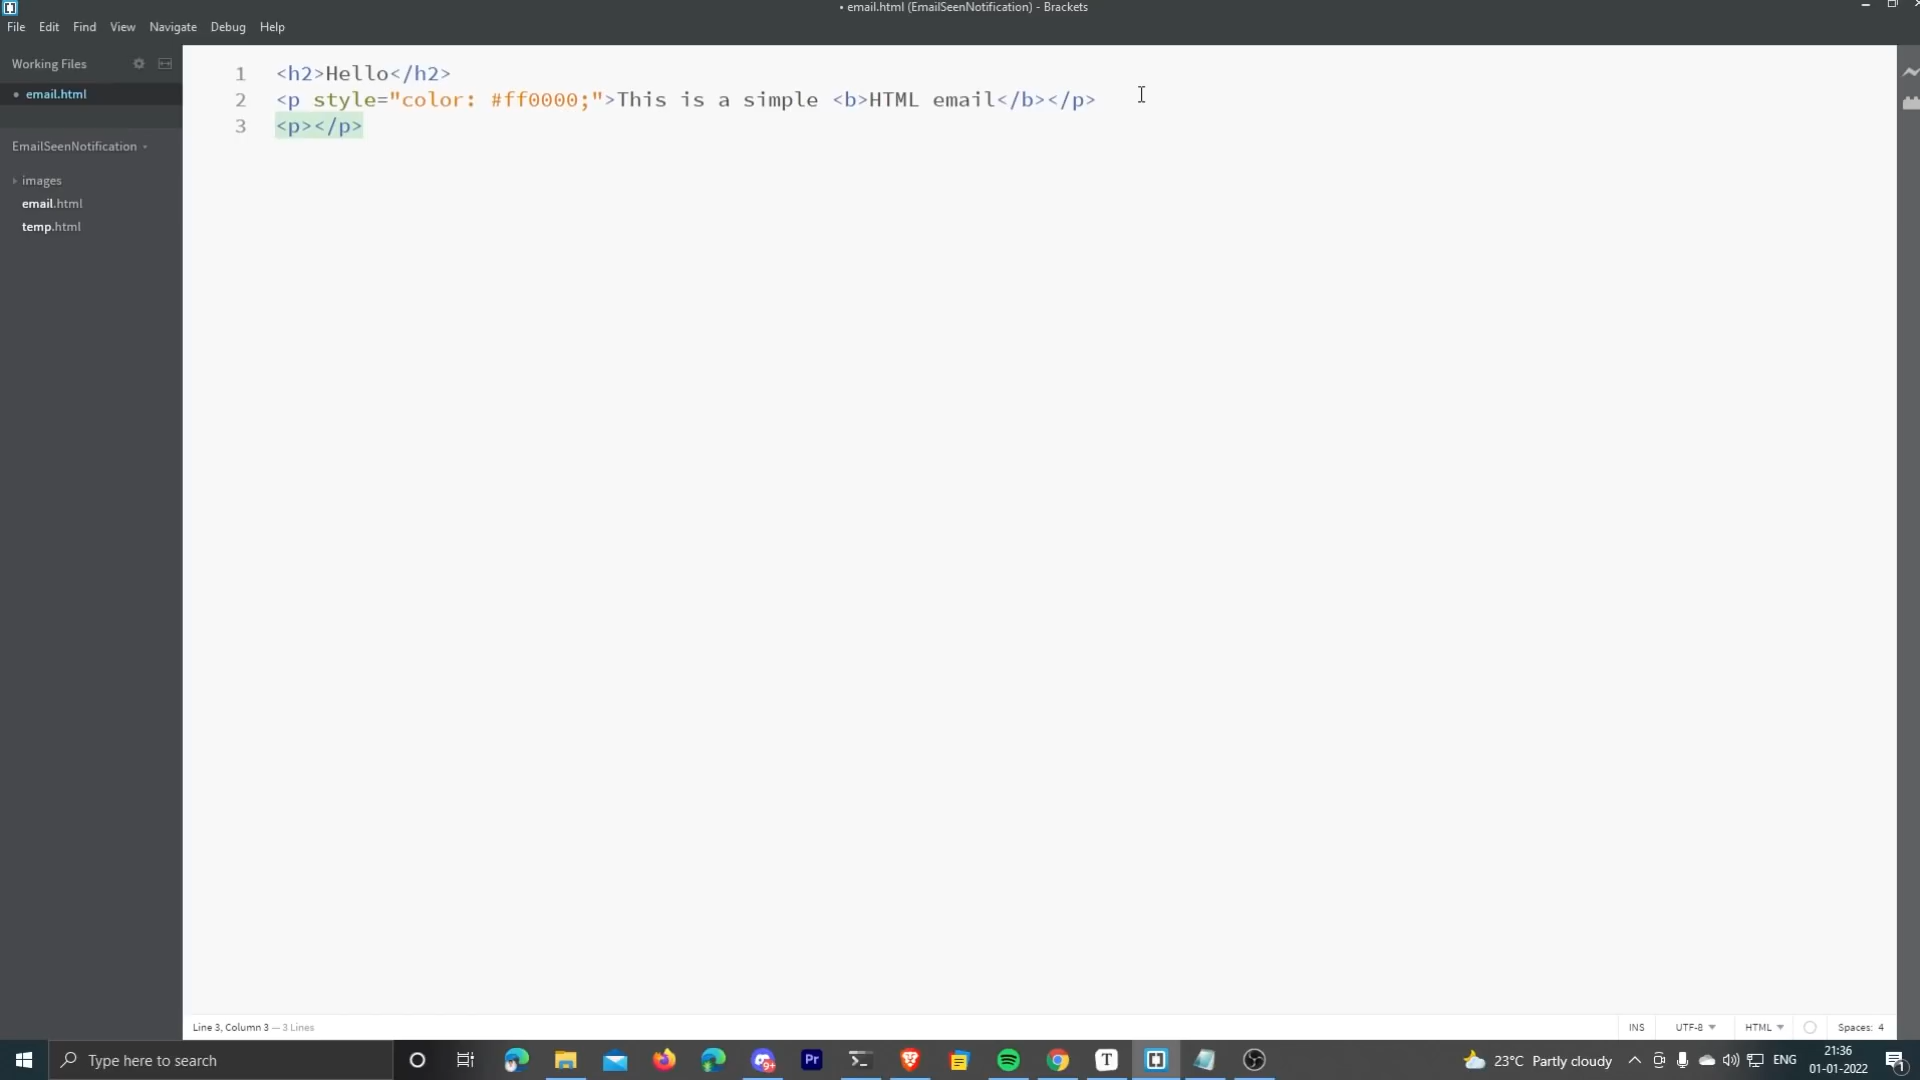 • email.html (EmailSeenNotification) - Brackets
File Edit Find View Navigate Debug Help
Working Files
• email.html
EmailSeenNotification
images
email.html
temp.html
1 <h2>Hello</h2>
2 <p style="color: #ff0000;">This is a simple <b>HTML email</b></p>
3 <p></p>
Line 3, Column 3 — 3 Lines
INS UTF-8 HTML Spaces: 4
Type here to search
9+
Pr
T
23°C Partly cloudy
ENG
21:36
01-01-2022
1